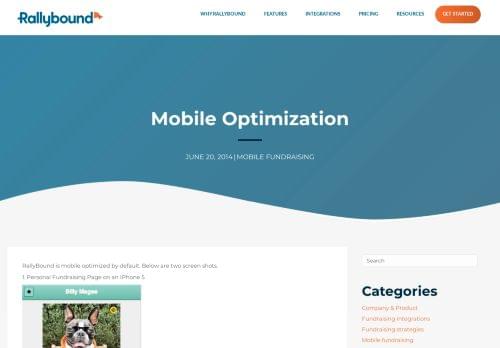 Rallybound
WHY RALLYBOUND
FEATURES
INTEGRATIONS
PRICING
RESOURCES
GET STARTED
Mobile Optimization
JUNE 20, 2014 | MOBILE FUNDRAISING
RallyBound is mobile optimized by default. Below are two screen shots.
1. Personal Fundraising Page on an iPhone 5
Billy Magee
Search
Categories
Company & Product
Fundraising Integrations
Fundraising strategies
Mobile fundraising